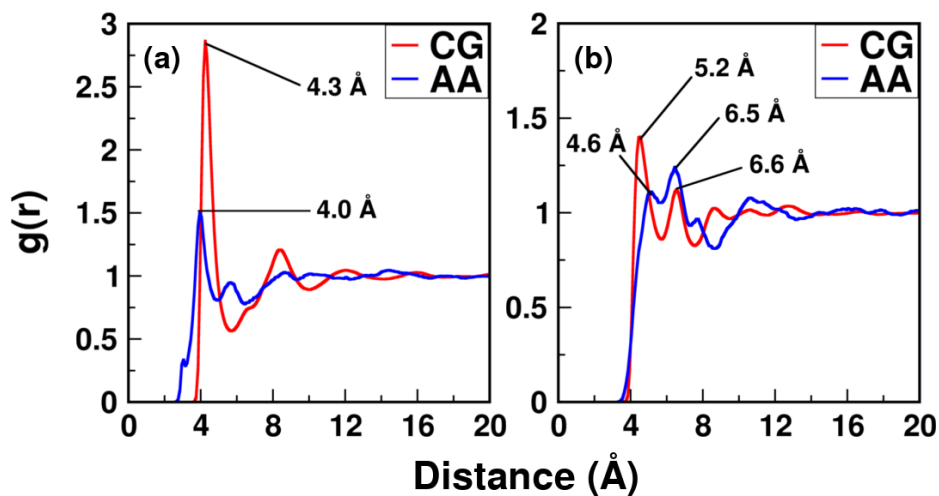 g(r)
3
2.5
2
1.5
1
0.5
0
(a)
CG
AA
4.3 Å
4.0 Å
0 4 8 12 16 20
2
1.5
1
0.5
0
(b)
CG
AA
5.2 Å
4.6 Å
6.5 Å
6.6 Å
0 4 8 12 16 20
Distance (Å)